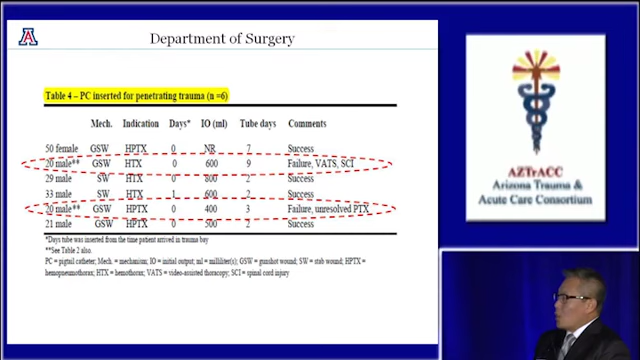 Department of Surgery
Table 4 – PC inserted for penetrating trauma (n =6)
Mech. Indication Days* IO (ml) Tube days Comments
50 female GSW HPTX 0 NR 7 Success
20 male** GSW HTX 0 600 9 Failure, VATS, SCI
29 male SW HTX 0 800 2 Success
33 male SW HTX 1 600 2 Success
20 male** GSW HPTX 0 400 3 Failure, unresolved PTX
21 male GSW HPTX 0 500 2 Success
*Days tube was inserted from the time patient arrived in trauma bay
**See Table 2 also.
PC = pigtail catheter; Mech. = mechanism; IO = initial output; ml = milliliter(s); GSW = gunshot wound; SW = stab wound; HPTX =
hemopneumothorax; HTX = hemothorax; VATS = video-assisted thoracopy; SCI = spinal cord injury
AZTrACC
Arizona Trauma &
Acute Care Consortium